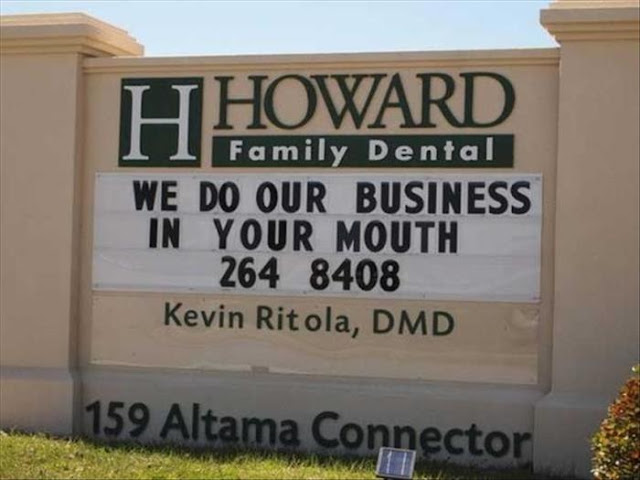 H HOWARD
Family Dental
WE DO OUR BUSINESS
IN YOUR MOUTH
264 8408
Kevin Ritola, DMD
159 Altama Connector